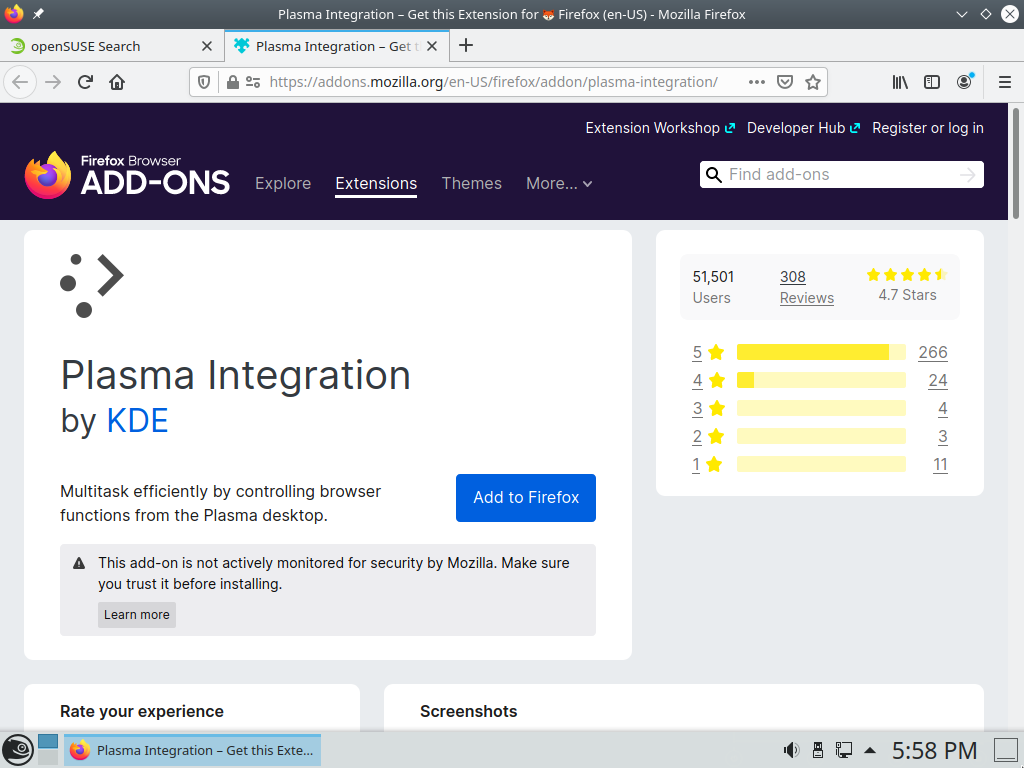 Plasma Integration – Get this Extension for 🦊 Firefox (en-US) - Mozilla Firefox
openSUSE Search
Plasma Integration – Get t
https://addons.mozilla.org/en-US/firefox/addon/plasma-integration/
Extension Workshop
Developer Hub
Register or log in
Firefox Browser
ADD-ONS
Explore
Extensions
Themes
More...
Find add-ons
Plasma Integration
by KDE
Multitask efficiently by controlling browser
functions from the Plasma desktop.
Add to Firefox
This add-on is not actively monitored for security by Mozilla. Make sure
you trust it before installing.
Learn more
51,501
Users
308
Reviews
4.7 Stars
5 266
4 24
3 4
2 3
1 11
Rate your experience
Screenshots
Plasma Integration – Get this Exte...
5:58 PM